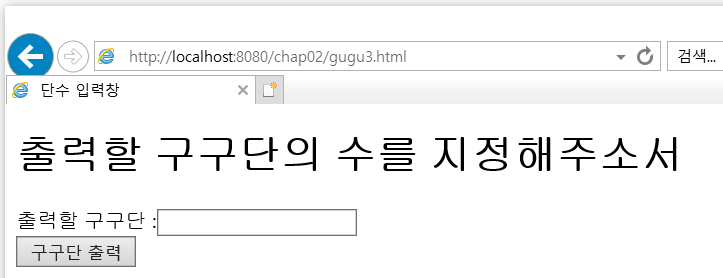 http://localhost:8080/chap02/gugu3.html
검색...
단수 입력창
출력할 구구단의 수를 지정해주소서
출력할 구구단 :
구구단 출력